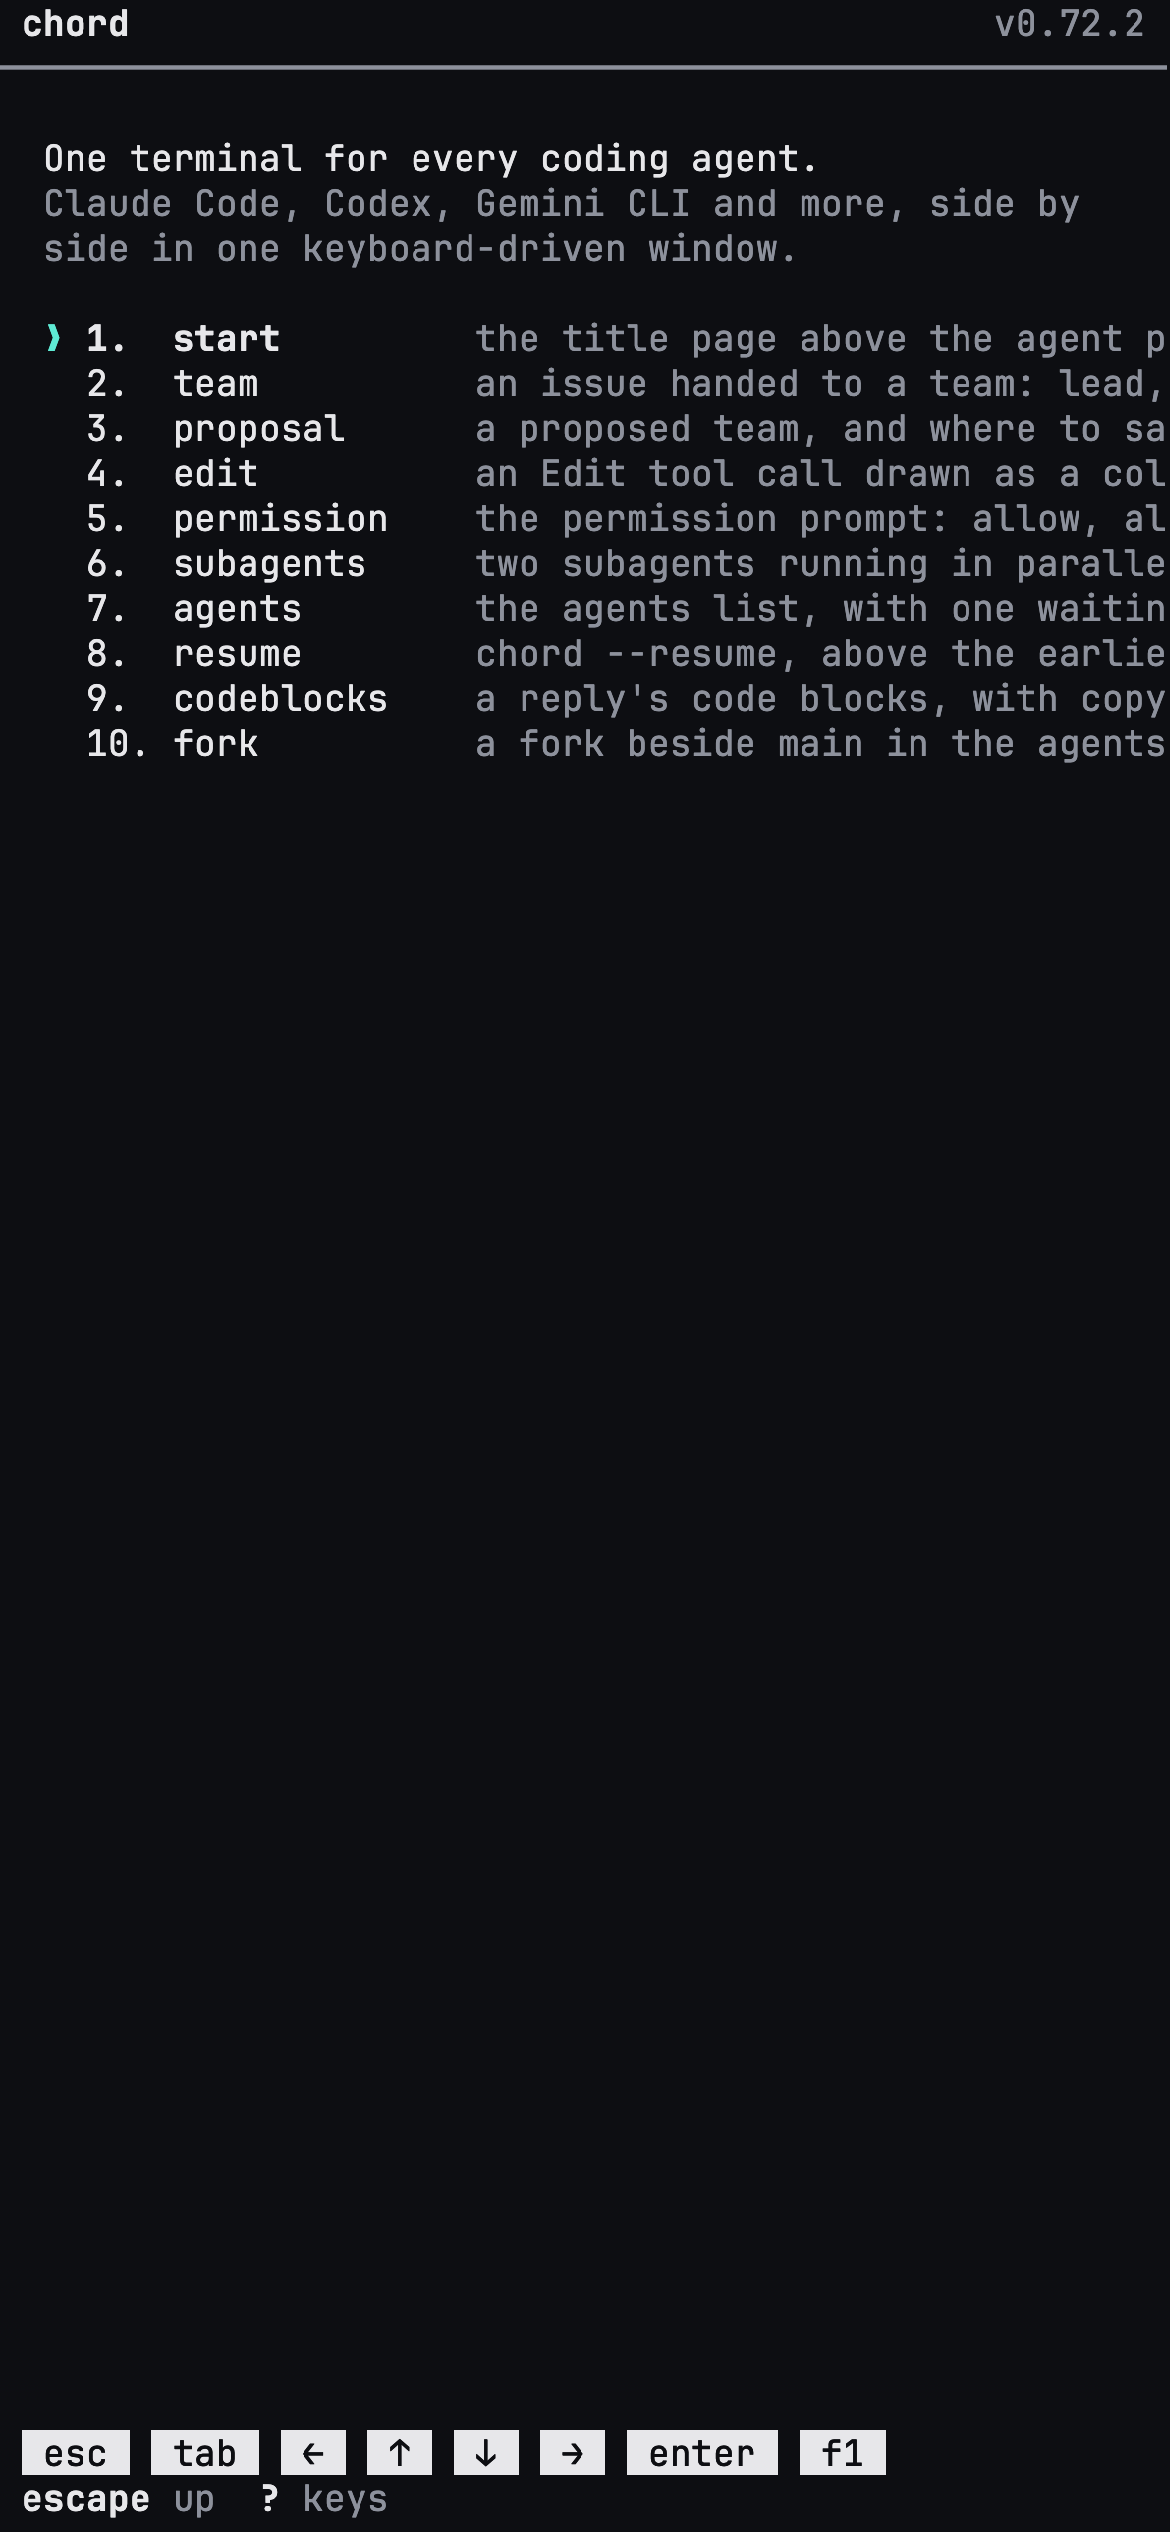 chord v0.72.2
One terminal for every coding agent.
Claude Code, Codex, Gemini CLI and more, side by
side in one keyboard-driven window.
❯ 1. start the title page above the agent p
2. team an issue handed to a team: lead,
3. proposal a proposed team, and where to sa
4. edit an Edit tool call drawn as a col
5. permission the permission prompt: allow, al
6. subagents two subagents running in paralle
7. agents the agents list, with one waitin
8. resume chord --resume, above the earlie
9. codeblocks a reply's code blocks, with copy
10. fork a fork beside main in the agents
esc tab ← ↑ ↓ → enter f1
escape up ? keys